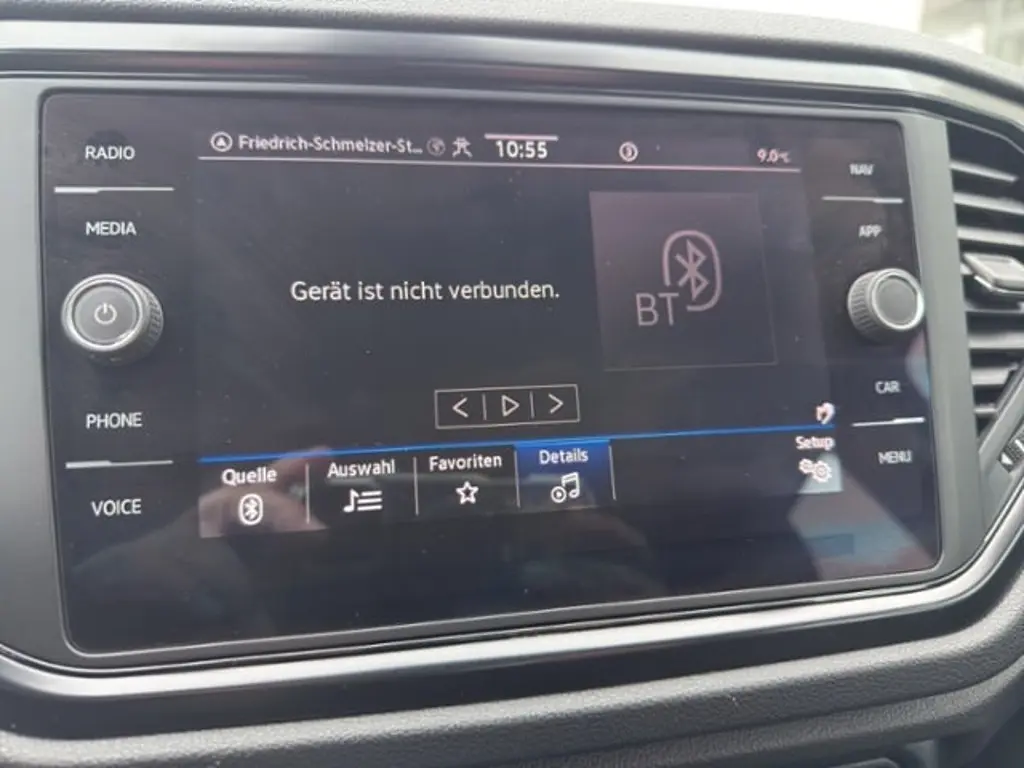 RADIO
MEDIA
PHONE
VOICE
Friedrich-Schmelzer-St...
10:55
9.0°C
Gerät ist nicht verbunden.
BT
Quelle
Auswahl
Favoriten
Details
Setup
NAV
APP
CAR
MENU